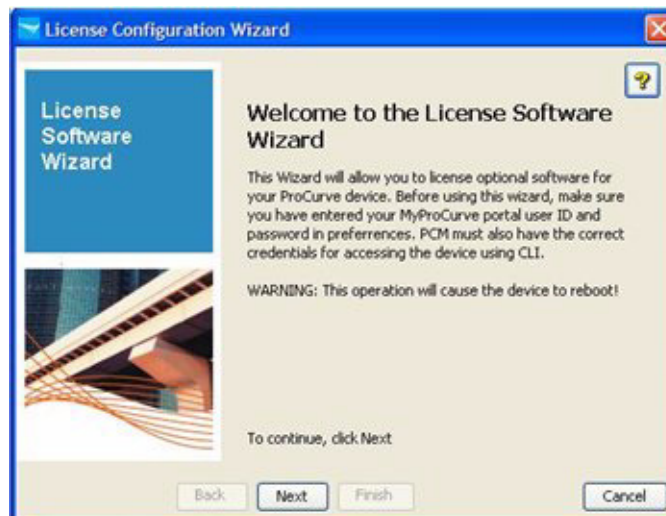 License Configuration Wizard
License
Software
Wizard
?
Welcome to the License Software
Wizard
This Wizard will allow you to license optional software for
your ProCurve device. Before using this wizard, make sure
you have entered your MyProCurve portal user ID and
password in preferrences. PCM must also have the correct
credentials for accessing the device using CLI.
WARNING: This operation will cause the device to reboot!
To continue, click Next
Back Next Finish Cancel